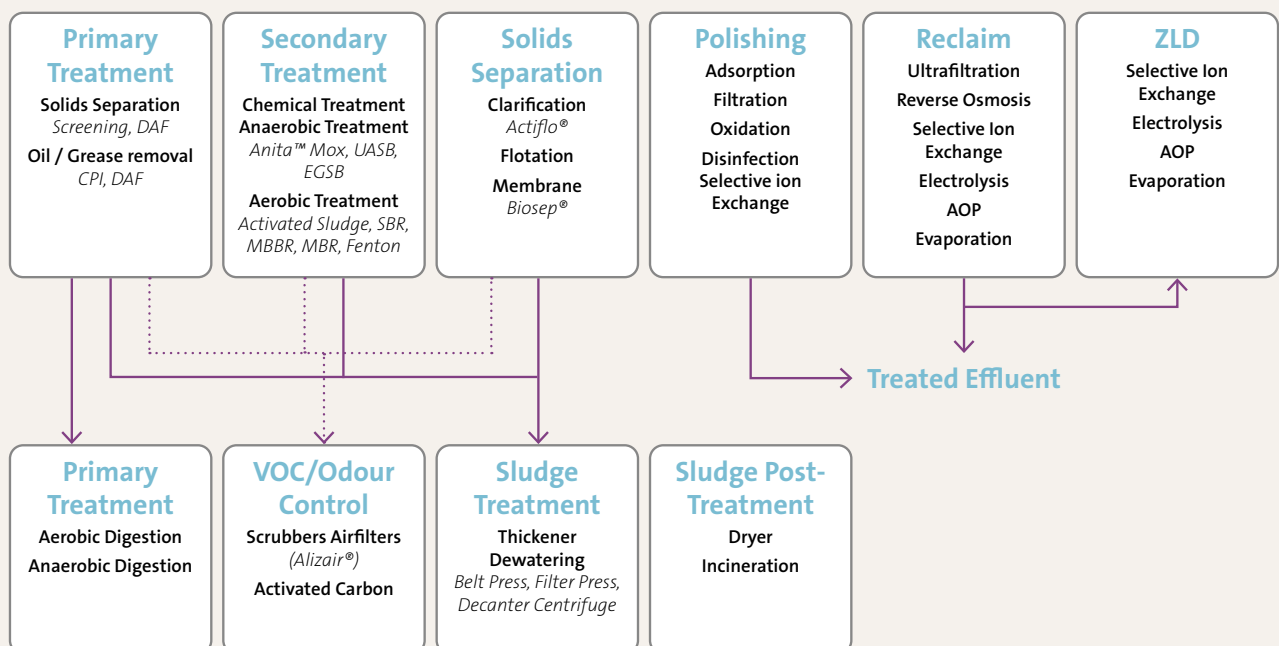 Primary
Treatment
Solids Separation
Screening, DAF
Oil / Grease removal
CPI, DAF
Secondary
Treatment
Chemical Treatment
Anaerobic Treatment
Anita™ Mox, UASB,
EGSB
Aerobic Treatment
Activated Sludge, SBR,
MBBR, MBR, Fenton
Solids
Separation
Clarification
Actiflo®
Flotation
Membrane
Biosep®
Polishing
Adsorption
Filtration
Oxidation
Disinfection
Selective ion
Exchange
Reclaim
Ultrafiltration
Reverse Osmosis
Selective Ion
Exchange
Electrolysis
AOP
Evaporation
ZLD
Selective Ion
Exchange
Electrolysis
AOP
Evaporation
Treated Effluent
Primary
Treatment
Aerobic Digestion
Anaerobic Digestion
VOC/Odour
Control
Scrubbers Airfilters
(Alizair®)
Activated Carbon
Sludge
Treatment
Thickener
Dewatering
Belt Press, Filter Press,
Decanter Centrifuge
Sludge Post-
Treatment
Dryer
Incineration